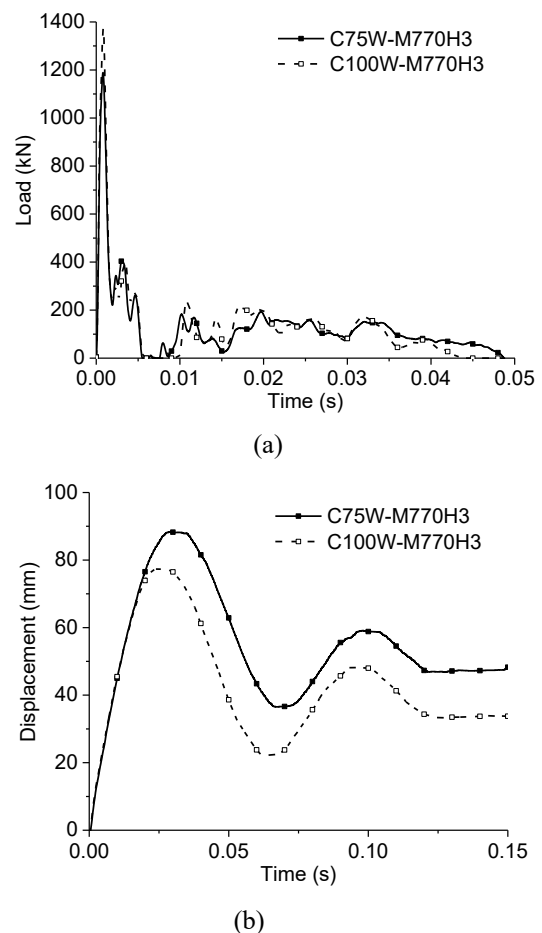 1400
1200
1000
800
600
400
200
0
Load (kN)
C75W-M770H3
C100W-M770H3
0.00 0.01 0.02 0.03 0.04 0.05
Time (s)
(a)
100
80
60
40
20
0
Displacement (mm)
C75W-M770H3
C100W-M770H3
0.00 0.05 0.10 0.15
Time (s)
(b)